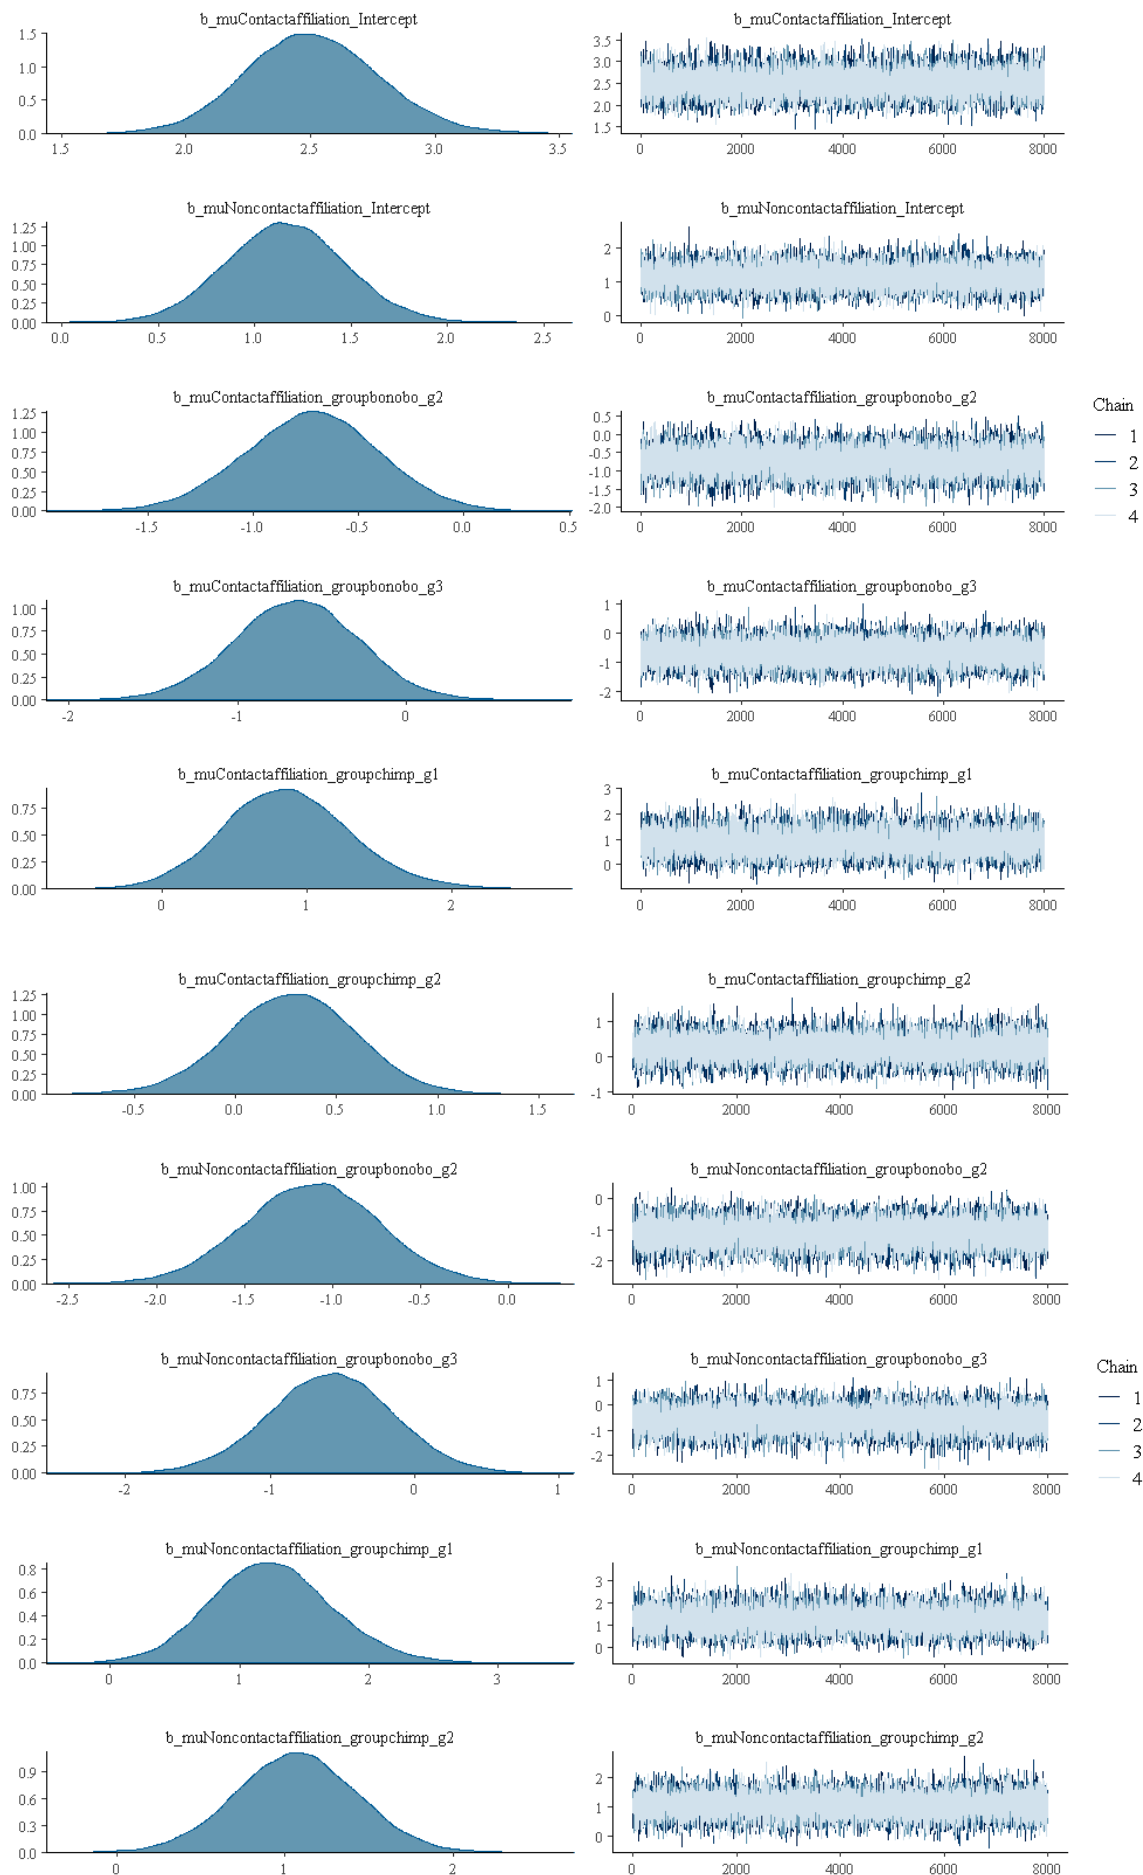 b_muContactaffiliation_Intercept
1.5
1.0
0.5
0.0
1.5 2.0 2.5 3.0 3.5
b_muContactaffiliation_Intercept
3.5
3.0
2.5
2.0
1.5
0 2000 4000 6000 8000
b_muNoncontactaffiliation_Intercept
1.25
1.00
0.75
0.50
0.25
0.00
0.0 0.5 1.0 1.5 2.0 2.5
b_muNoncontactaffiliation_Intercept
2
1
0
0 2000 4000 6000 8000
b_muContactaffiliation_groupbonobo_g2
1.25
1.00
0.75
0.50
0.25
0.00
-1.5 -1.0 -0.5 0.0 0.5
b_muContactaffiliation_groupbonobo_g2
0.5
0.0
-0.5
-1.0
-1.5
-2.0
0 2000 4000 6000 8000
Chain
1
2
3
4
b_muContactaffiliation_groupbonobo_g3
1.00
0.75
0.50
0.25
0.00
-2 -1 0
b_muContactaffiliation_groupbonobo_g3
1
0
-1
-2
0 2000 4000 6000 8000
b_muContactaffiliation_groupchimp_g1
0.75
0.50
0.25
0.00
0 1 2
b_muContactaffiliation_groupchimp_g1
3
2
1
0
0 2000 4000 6000 8000
b_muContactaffiliation_groupchimp_g2
1.25
1.00
0.75
0.50
0.25
0.00
-0.5 0.0 0.5 1.0 1.5
b_muContactaffiliation_groupchimp_g2
1
0
-1
0 2000 4000 6000 8000
b_muNoncontactaffiliation_groupbonobo_g2
1.00
0.75
0.50
0.25
0.00
-2.5 -2.0 -1.5 -1.0 -0.5 0.0
b_muNoncontactaffiliation_groupbonobo_g2
0
-1
-2
0 2000 4000 6000 8000
b_muNoncontactaffiliation_groupbonobo_g3
0.75
0.50
0.25
0.00
-2 -1 0 1
b_muNoncontactaffiliation_groupbonobo_g3
1
0
-1
-2
0 2000 4000 6000 8000
Chain
1
2
3
4
b_muNoncontactaffiliation_groupchimp_g1
0.8
0.6
0.4
0.2
0.0
0 1 2 3
b_muNoncontactaffiliation_groupchimp_g1
3
2
1
0
0 2000 4000 6000 8000
b_muNoncontactaffiliation_groupchimp_g2
0.9
0.6
0.3
0.0
0 1 2
b_muNoncontactaffiliation_groupchimp_g2
2
1
0
0 2000 4000 6000 8000